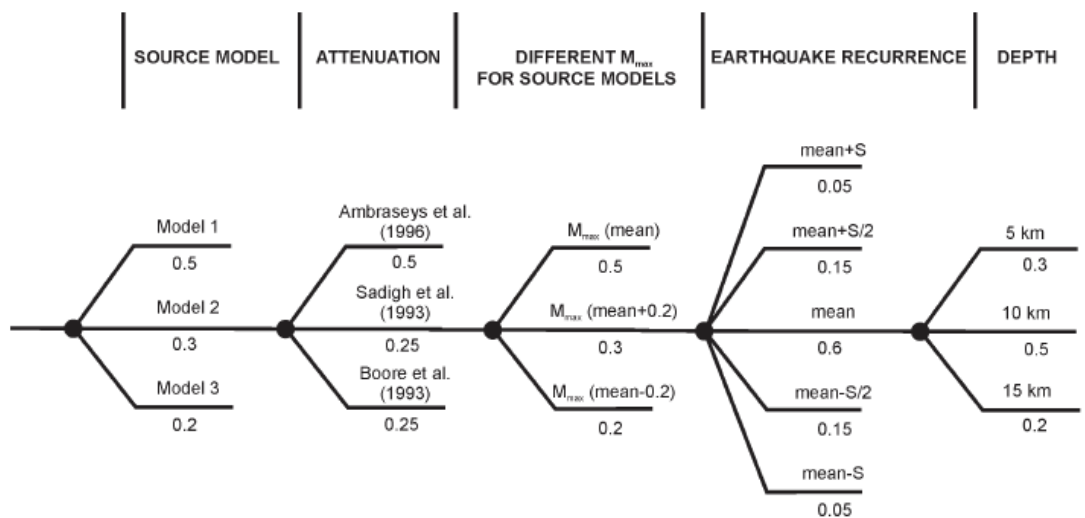 SOURCE MODEL
ATTENUATION
DIFFERENT Mmax
FOR SOURCE MODELS
EARTHQUAKE RECURRENCE
DEPTH
Model 1
0.5
Model 2
0.3
Model 3
0.2
Ambraseys et al.
(1996)
0.5
Sadigh et al.
(1993)
0.25
Boore et al.
(1993)
0.25
Mmax (mean)
0.5
Mmax (mean+0.2)
0.3
Mmax (mean-0.2)
0.2
mean+S
0.05
mean+S/2
0.15
mean
0.6
mean-S/2
0.15
mean-S
0.05
5 km
0.3
10 km
0.5
15 km
0.2